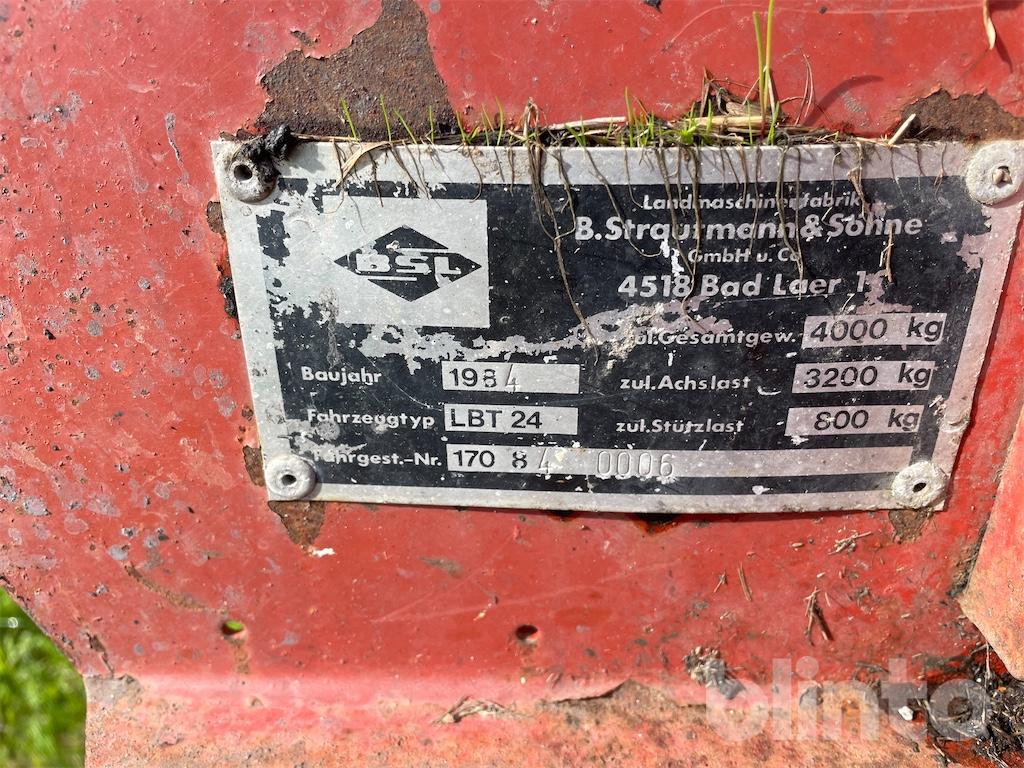 BSL
Landmaschinenfabrik
B.Strautmann & Söhne
GmbH u. Co
4518 Bad Laer 1
zul.Gesamtgew. 4000 kg
Baujahr 1984 zul.Achslast 3200 kg
Fahrzeugtyp LBT 24 zul.Stützlast 800 kg
Fahrgest.-Nr. 170 84 0006
blinto